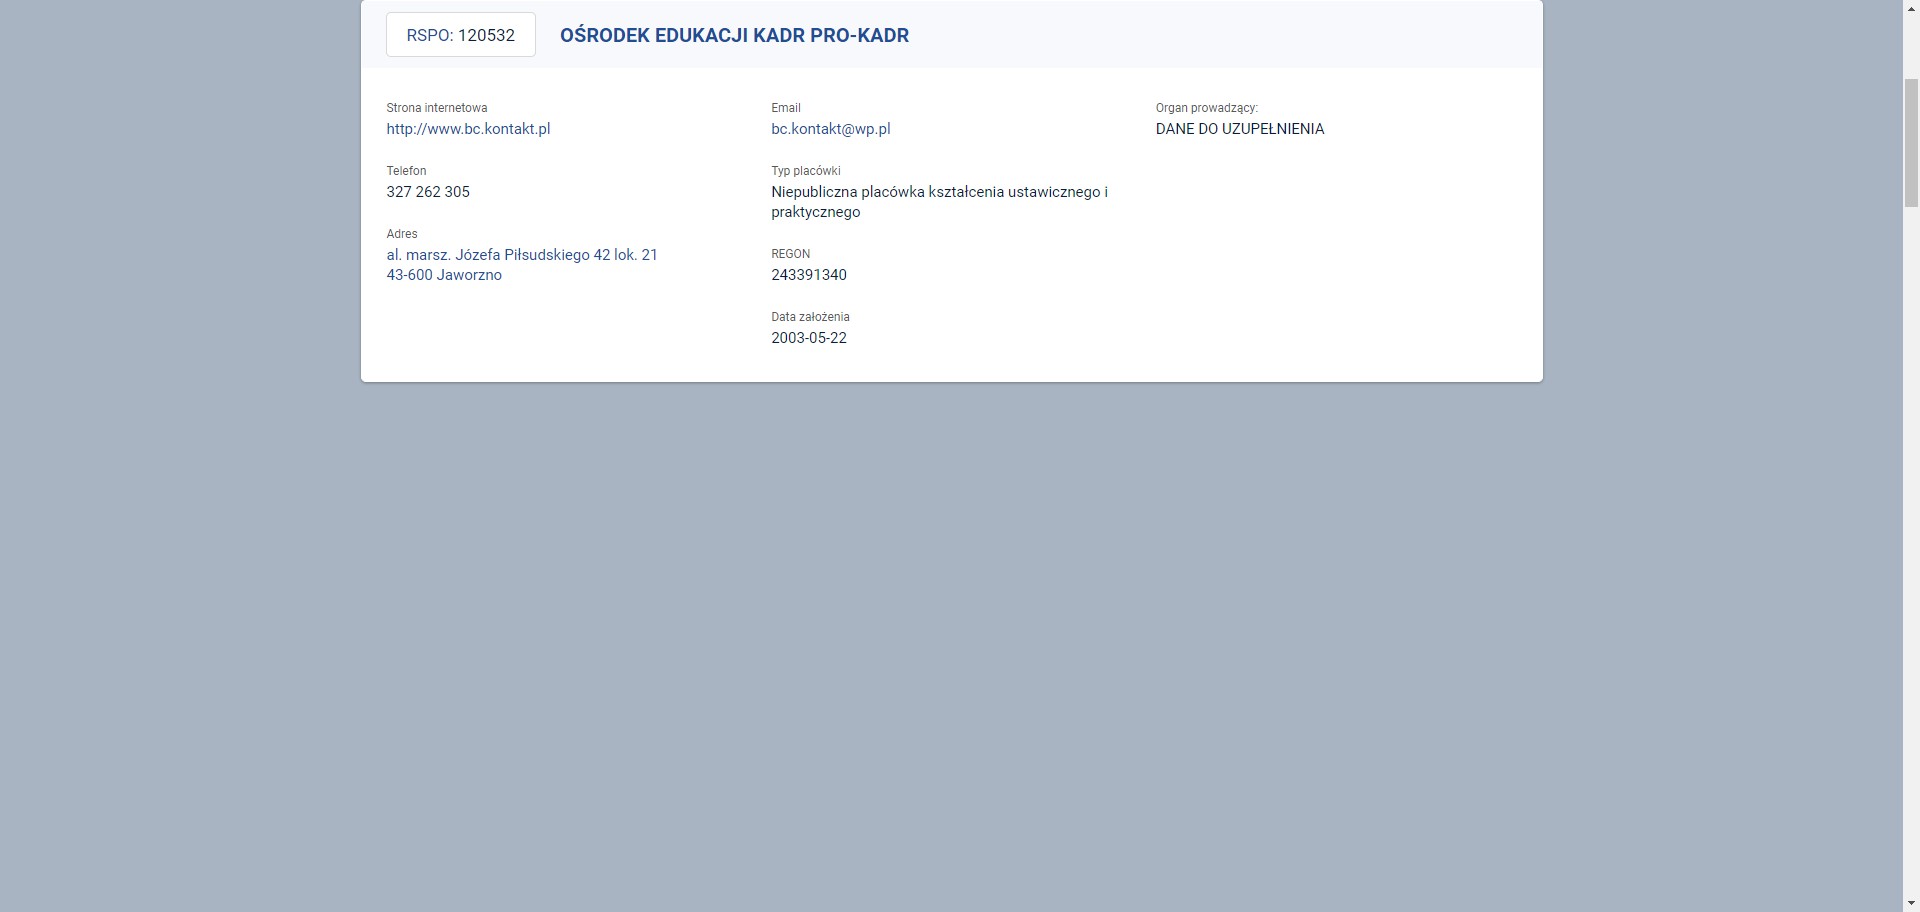 RSPO: 120532
OŚRODEK EDUKACJI KADR PRO-KADR
Strona internetowa
http://www.bc.kontakt.pl
Telefon
327 262 305
Adres
al. marsz. Józefa Piłsudskiego 42 lok. 21
43-600 Jaworzno
Email
bc.kontakt@wp.pl
Typ placówki
Niepubliczna placówka kształcenia ustawicznego i
praktycznego
REGON
243391340
Data założenia
2003-05-22
Organ prowadzący:
DANE DO UZUPEŁNIENIA